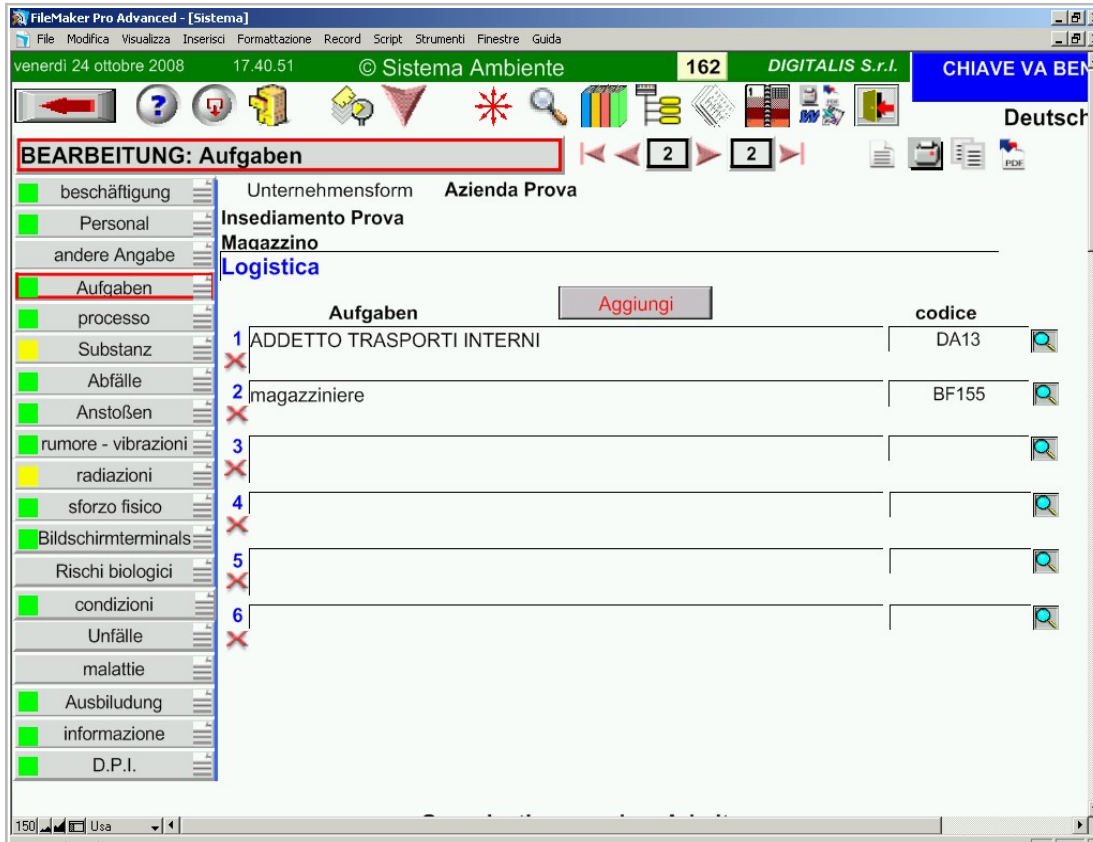 FileMaker Pro Advanced - [Sistema]
File Modifica Visualizza Inserisci Formattazione Record Script Strumenti Finestre Guida
venerdì 24 ottobre 2008 17.40.51 © Sistema Ambiente 162 DIGITALIS S.r.l. CHIAVE VA BEN
Deutsch
BEARBEITUNG: Aufgaben 2 2 PDF
beschäftigung
Personal
andere Angabe
Aufgaben
processo
Substanz
Abfälle
Anstoßen
rumore - vibrazioni
radiazioni
sforzo fisico
Bildschirmterminals
Rischi biologici
condizioni
Unfälle
malattie
Ausbiludung
informazione
D.P.I.
Unternehmensform Azienda Prova
Insediamento Prova
Magazzino
Logistica
Aufgaben Aggiungi codice
1 ADDETTO TRASPORTI INTERNI DA13
2 magazziniere BF155
3
4
5
6
150 Usa